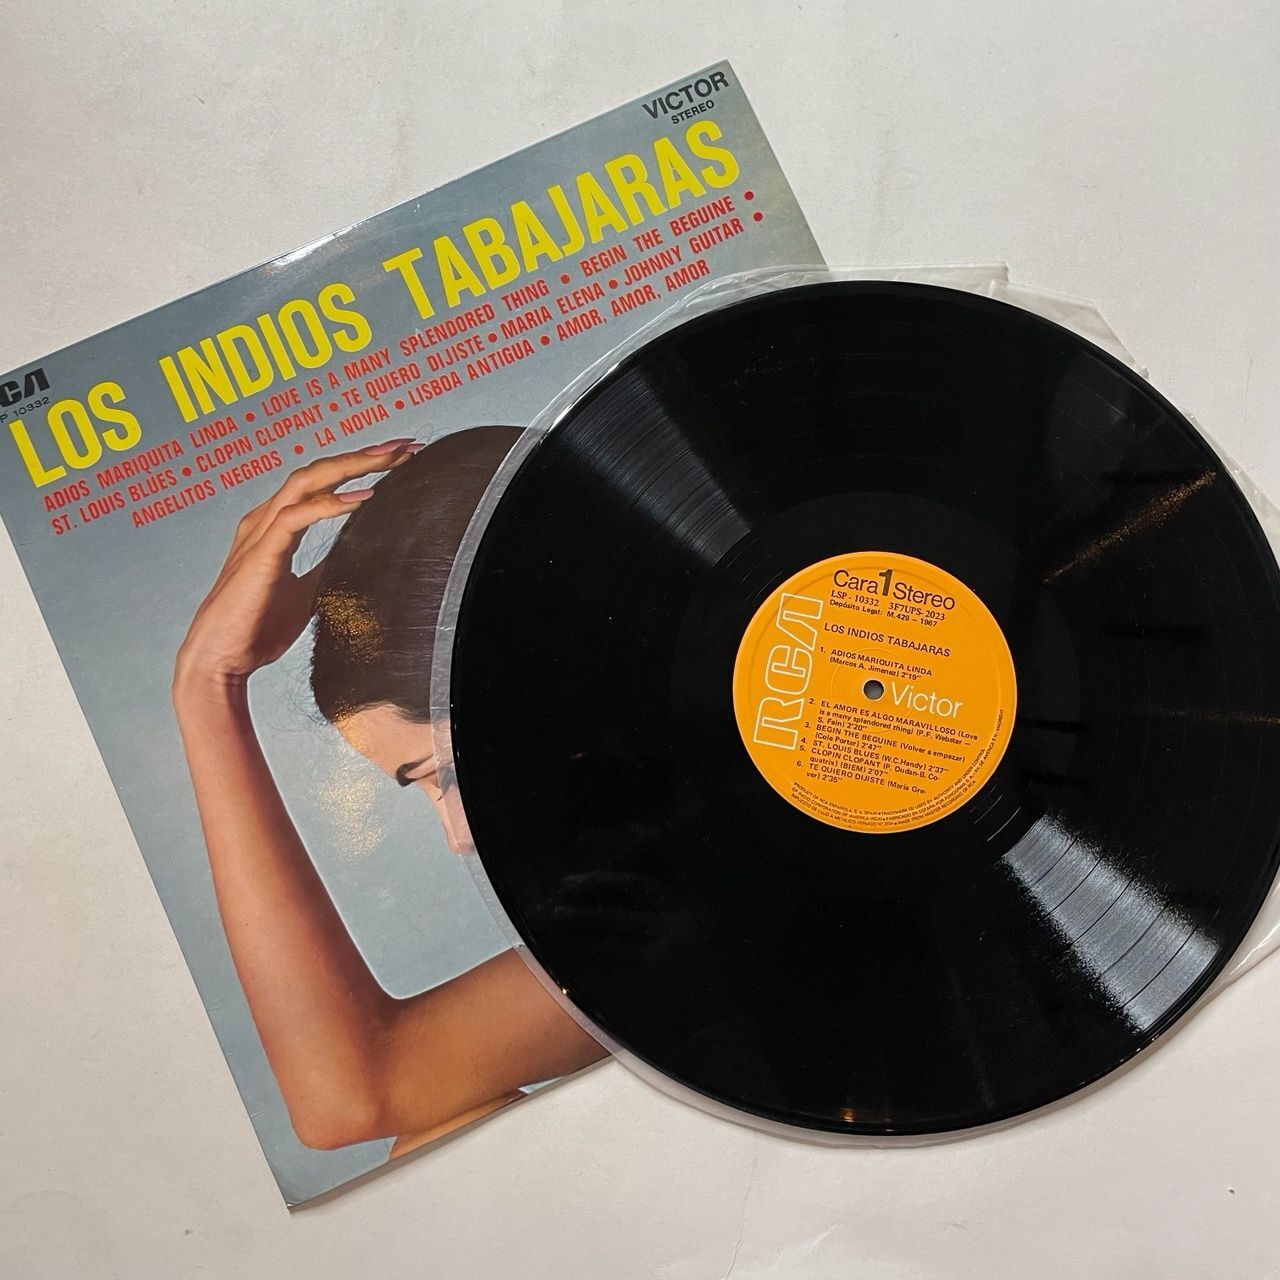 VICTOR
STEREO
RCA
P 10332
LOS INDIOS TABAJARAS
ADIOS MARIQUITA LINDA • LOVE IS A MANY SPLENDORED THING • BEGIN THE BEGUINE •
ST. LOUIS BLUES • CLOPIN CLOPANT • TE QUIERO DIJISTE • MARIA ELENA • JOHNNY GUITAR •
ANGELITOS NEGROS • LA NOVIA • LISBOA ANTIGUA • AMOR, AMOR, AMOR
Cara 1 Stereo
LSP - 10332 3F7UPS-2023
Depósito Legal: M. 429 – 1967
LOS INDIOS TABAJARAS
RCA
Victor
1. ADIOS MARIQUITA LINDA
(Marcos A. Jimenez) 2'19''
2. EL AMOR ES ALGO MARAVILLOSO (Love
is a many splendored thing) (P.F. Webster –
S. Fain) 2'20''
3. BEGIN THE BEGUINE (Volver a empezar)
(Cole Porter) 2'47''
4. ST. LOUIS BLUES (W.C. Handy) 2'37''
5. CLOPIN CLOPANT (P. Dudan-B. Co-
quatrix) (BIEM) 2'07''
6. TE QUIERO DIJISTE (Maria Gre-
ver) 2'35''